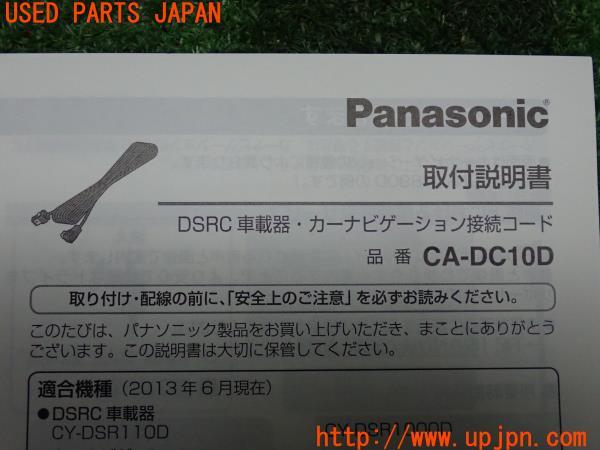 USED PARTS JAPAN
Panasonic®
取付説明書
DSRC 車載器・カーナビゲーション接続コード
品番 CA-DC10D
取り付け・配線の前に、「安全上のご注意」を必ずお読みください。
このたびは、パナソニック製品をお買い上げいただき、まことにありがとう
ございます。この説明書は大切に保管してください。
適合機種（2013年6月現在）
●DSRC 車載器
CY-DSR110D CY-DSR1000D
http://www.upjpn.com/